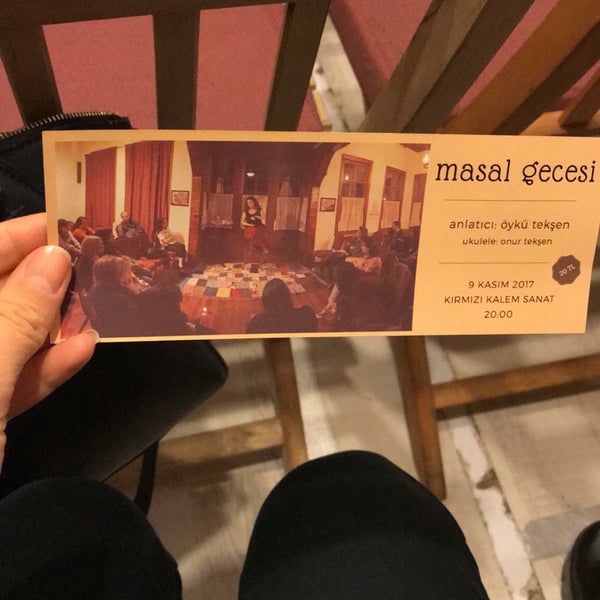 masal gecesi
anlatıcı: öykü tekşen
ukulele: onur tekşen
20 TL
9 KASIM 2017
KIRMIZI KALEM SANAT
20:00